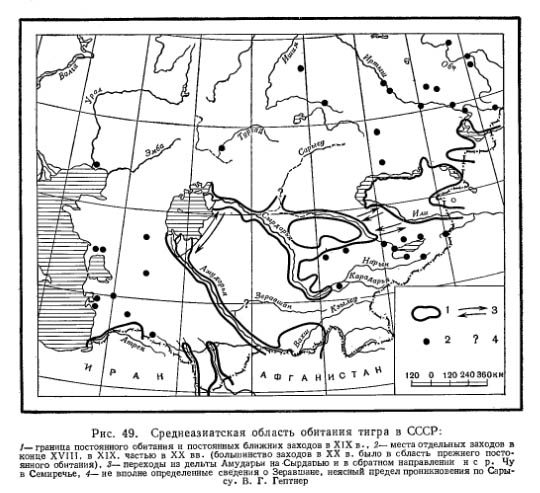 Волга
Урал
Эмба
Ишим
Иртыш
Обь
Тургай
Сарысу
Или
Сырдарья
Нарын
Карадарья
Амударья
Зеравшан
Кызылсу
Вахш
Атрек
ИРАН
АФГАНИСТАН
?
?
1
3
2
? 4
120 0 120 240 360км
Рис. 49. Среднеазиатская область обитания тигра в СССР:
1— граница постоянного обитания и постоянных ближних заходов в XIX в., 2— места отдельных заходов в
конце XVIII, в XIX, частью в XX вв. (большинство заходов в XX в. было в область прежнего посто-
янного обитания), 3— переходы из дельты Амударьи на Сырдарью и в обратном направлении и с р. Чу
в Семиречье, 4— не вполне определенные сведения о Зеравшане, неясный предел проникновения по Сары-
су. В. Г. Гептнер